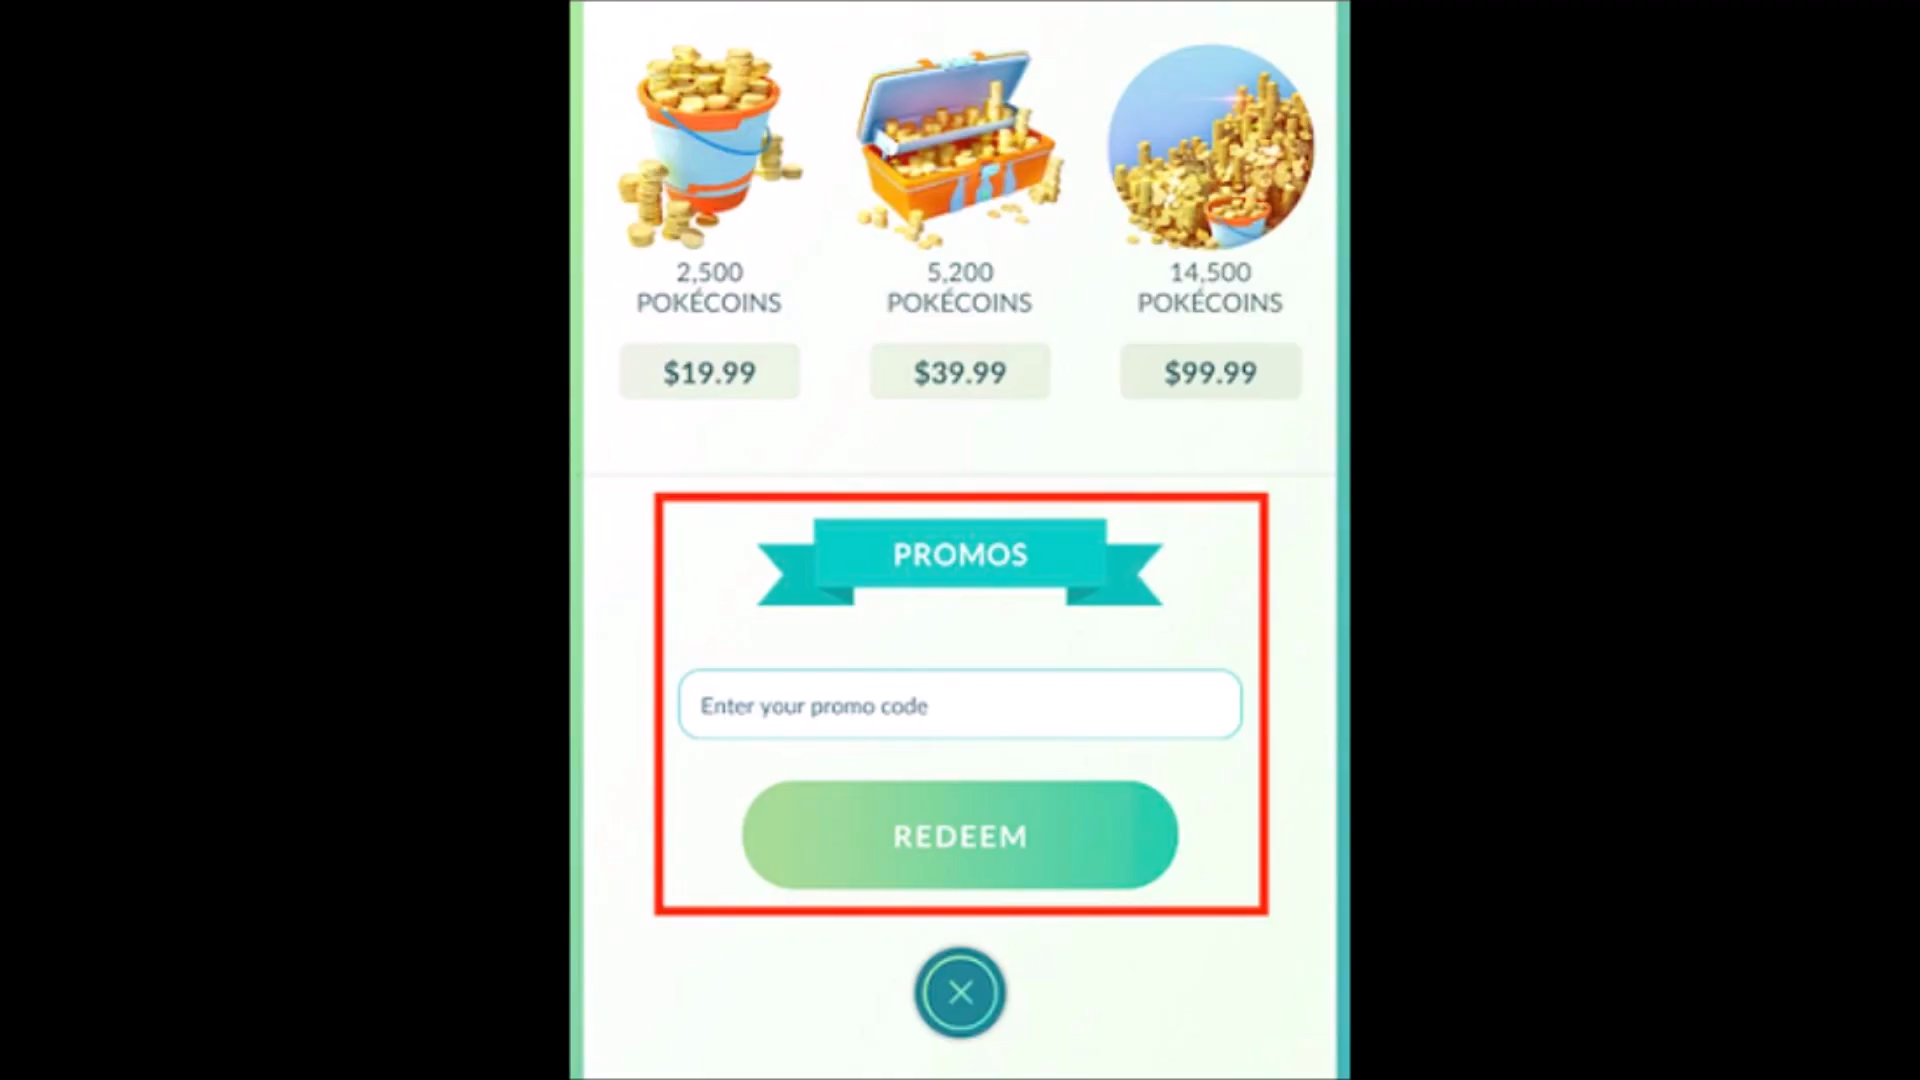 2,500
POKÉCOINS
$19.99
5,200
POKÉCOINS
$39.99
14,500
POKÉCOINS
$99.99
PROMOS
Enter your promo code
REDEEM